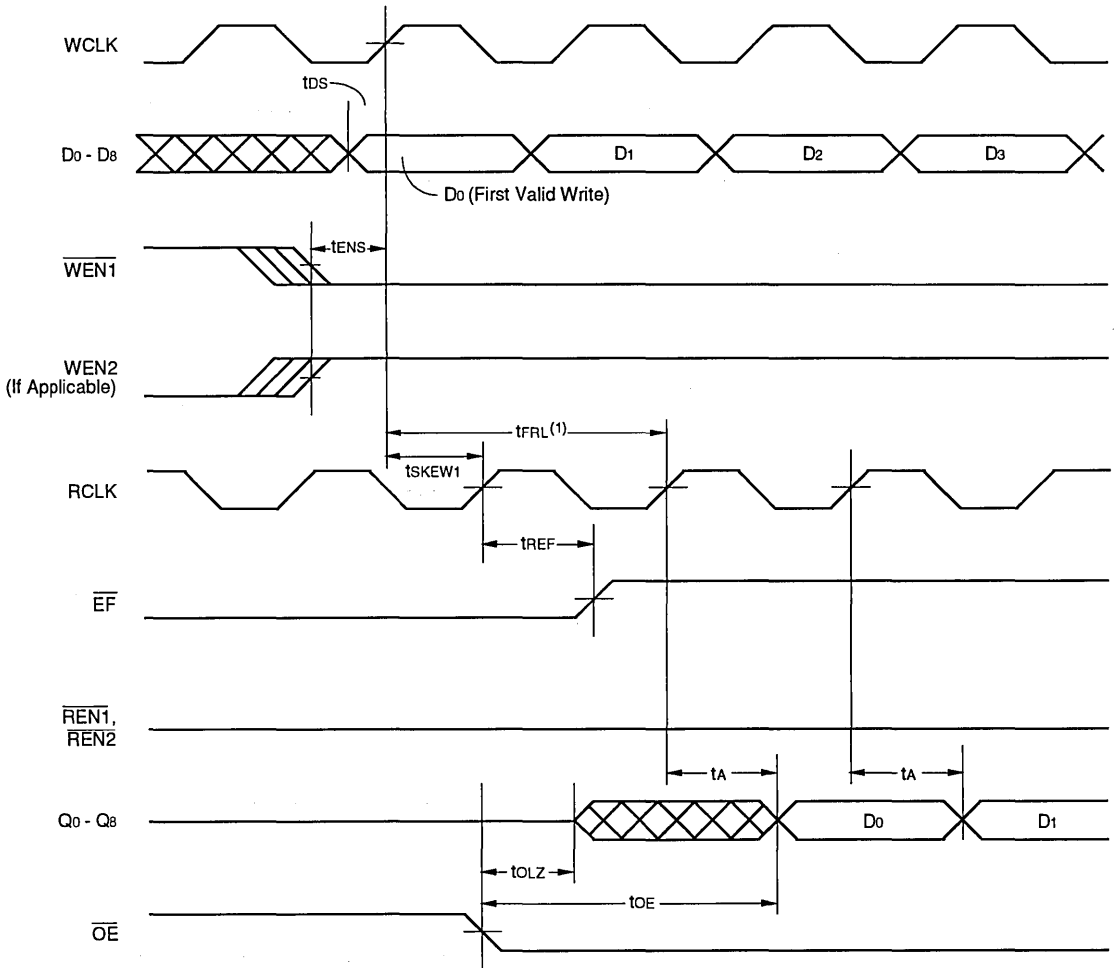 WCLK
tDS
D0 - D8
D1
D2
D3
D0 (First Valid Write)
tENS
WEN1
WEN2
(If Applicable)
tFRL(1)
tSKEW1
RCLK
tREF
EF
REN1,
REN2
tA
tA
Q0 - Q8
D0
D1
tOLZ
tOE
OE